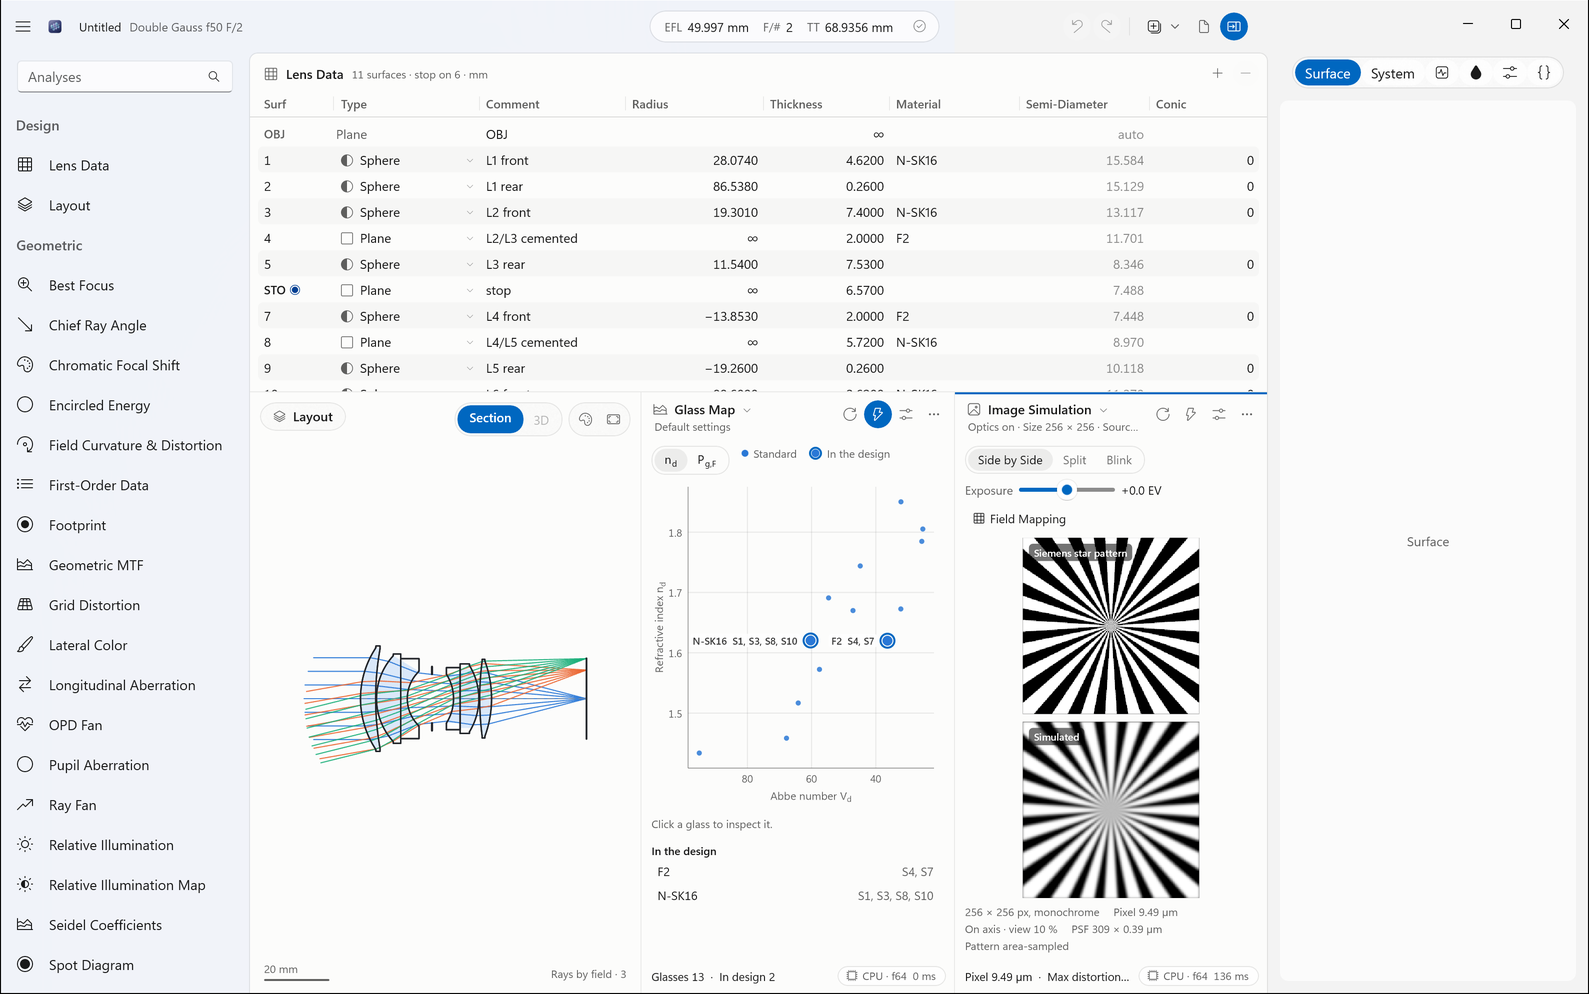 Untitled Double Gauss f50 F/2
EFL 49.997 mm F/# 2 TT 68.9356 mm
Analyses
Design
Lens Data
Layout
Geometric
Best Focus
Chief Ray Angle
Chromatic Focal Shift
Encircled Energy
Field Curvature & Distortion
First-Order Data
Footprint
Geometric MTF
Grid Distortion
Lateral Color
Longitudinal Aberration
OPD Fan
Pupil Aberration
Ray Fan
Relative Illumination
Relative Illumination Map
Seidel Coefficients
Spot Diagram
Lens Data 11 surfaces · stop on 6 · mm
Surf Type Comment Radius Thickness Material Semi-Diameter Conic
OBJ Plane OBJ ∞ auto
1 Sphere L1 front 28.0740 4.6200 N-SK16 15.584 0
2 Sphere L1 rear 86.5380 0.2600 15.129 0
3 Sphere L2 front 19.3010 7.4000 N-SK16 13.117 0
4 Plane L2/L3 cemented ∞ 2.0000 F2 11.701
5 Sphere L3 rear 11.5400 7.5300 8.346 0
STO Plane stop ∞ 6.5700 7.488
7 Sphere L4 front −13.8530 2.0000 F2 7.448 0
8 Plane L4/L5 cemented ∞ 5.7200 N-SK16 8.970
9 Sphere L5 rear −19.2600 0.2600 10.118 0
Layout
Section 3D
20 mm
Rays by field · 3
Glass Map
Default settings
nd Pg,F Standard In the design
1.8
1.7
1.6
1.5
Refractive index nd
N-SK16 S1, S3, S8, S10
F2 S4, S7
80 60 40
Abbe number Vd
Click a glass to inspect it.
In the design
F2 S4, S7
N-SK16 S1, S3, S8, S10
Glasses 13 · In design 2
CPU · f64 0 ms
Image Simulation
Optics on · Size 256 × 256 · Sourc...
Side by Side Split Blink
Exposure +0.0 EV
Field Mapping
Siemens star pattern
Simulated
256 × 256 px, monochrome Pixel 9.49 µm
On axis · view 10 % PSF 309 × 0.39 µm
Pattern area-sampled
Pixel 9.49 µm · Max distortion...
CPU · f64 136 ms
Surface System { }
Surface